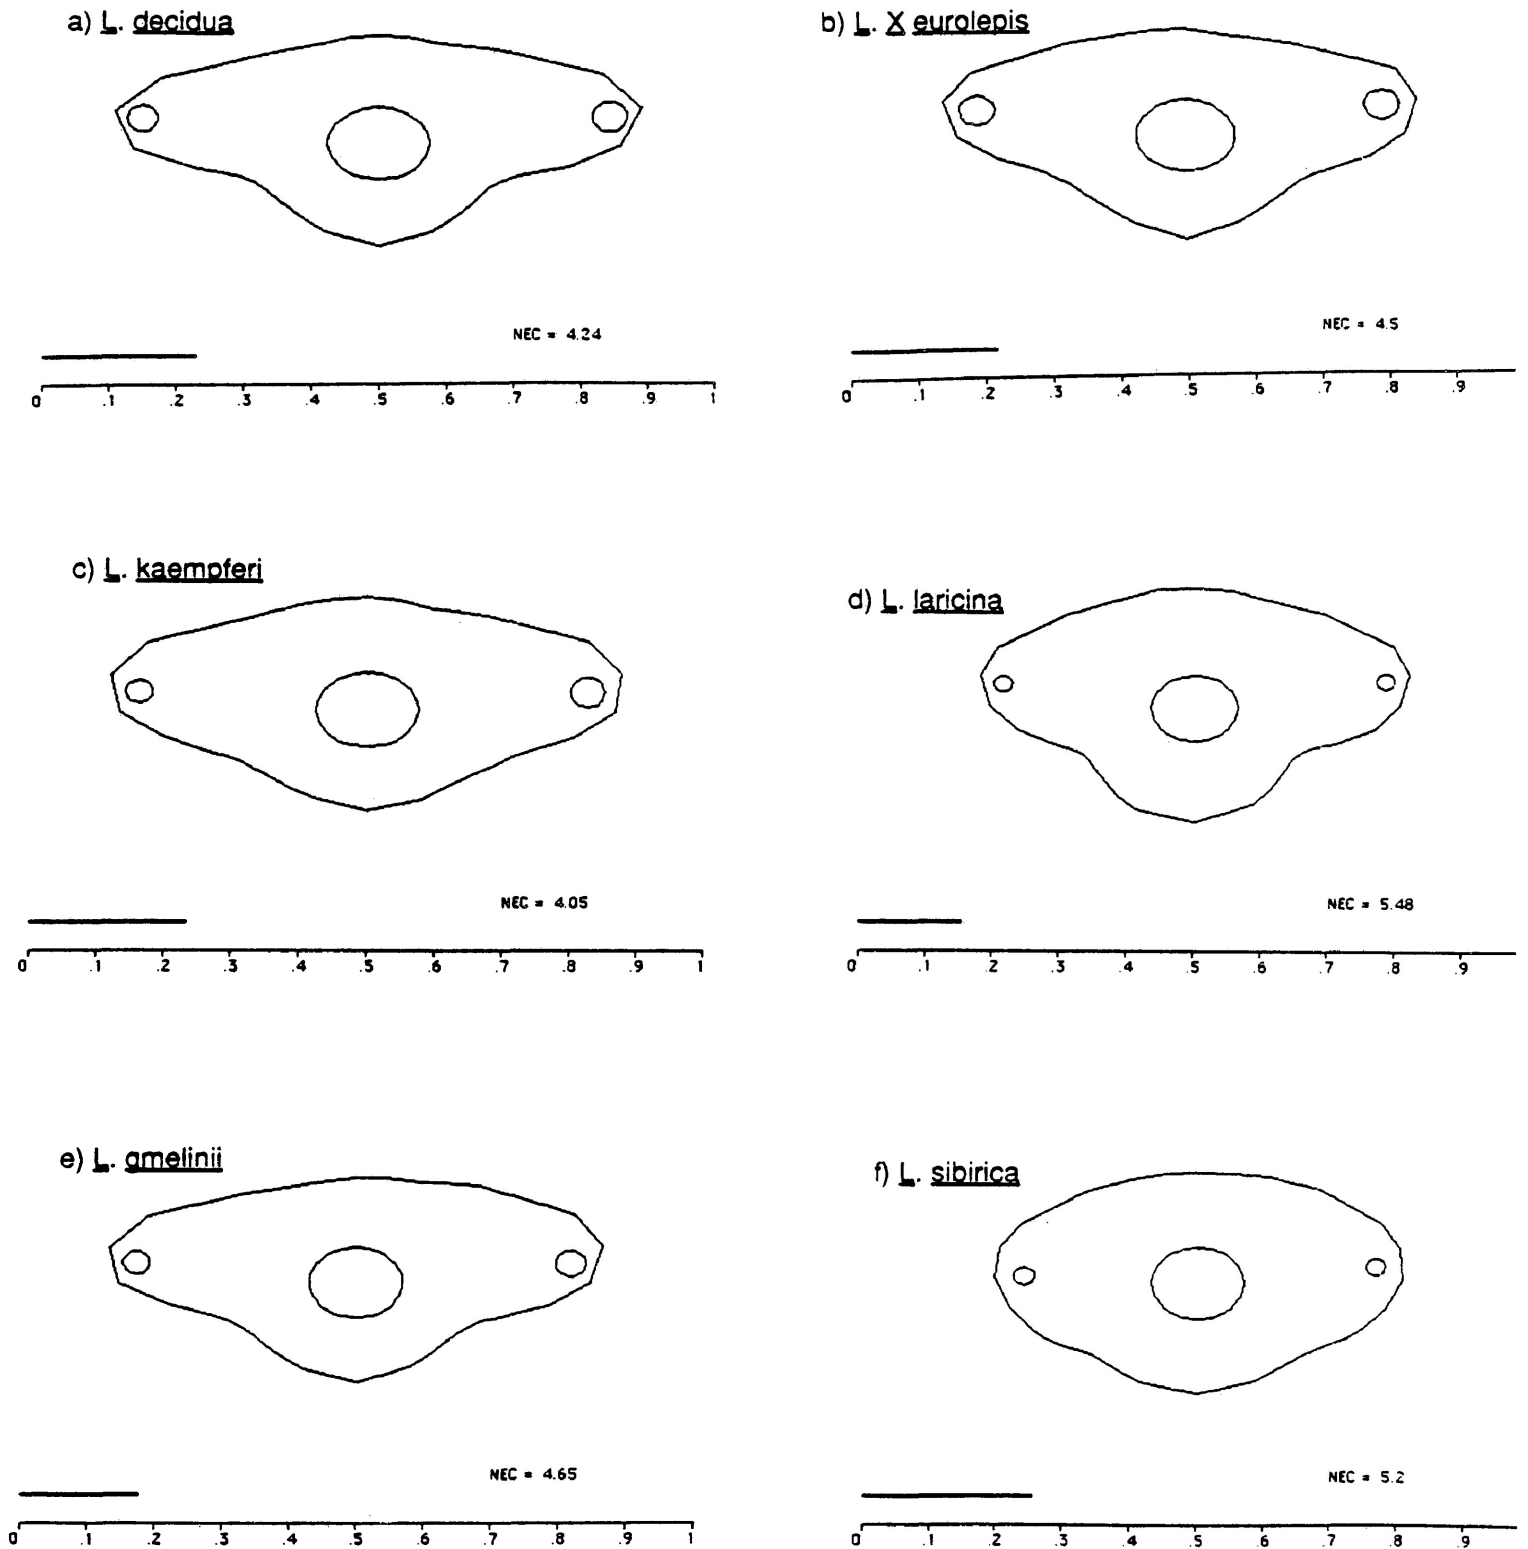 a) L. decidua
b) L. X eurolepis
NEC = 4.24
NEC = 4.5
0 .1 .2 .3 .4 .5 .6 .7 .8 .9 1
0 .1 .2 .3 .4 .5 .6 .7 .8 .9
c) L. kaempferi
d) L. laricina
NEC = 4.05
NEC = 5.48
0 .1 .2 .3 .4 .5 .6 .7 .8 .9 1
0 .1 .2 .3 .4 .5 .6 .7 .8 .9
e) L. gmelinii
f) L. sibirica
NEC = 4.65
NEC = 5.2
0 .1 .2 .3 .4 .5 .6 .7 .8 .9 1
0 .1 .2 .3 .4 .5 .6 .7 .8 .9